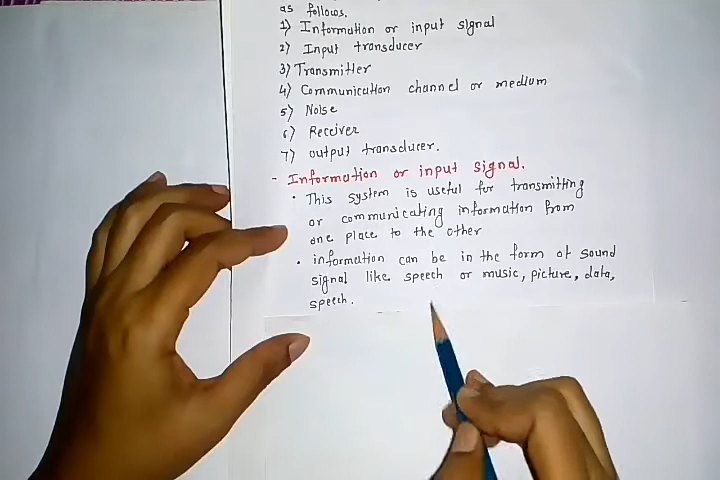 as follows.
1) Information or input signal
2) Input transducer
3) Transmitter
4) Communication channel or medium
5) Noise
6) Receiver
7) output transducer.
- Information or input signal.
• This system is useful for transmitting
or communicating information from
one place to the other
• information can be in the form of sound
signal like speech or music, picture, data,
speech.